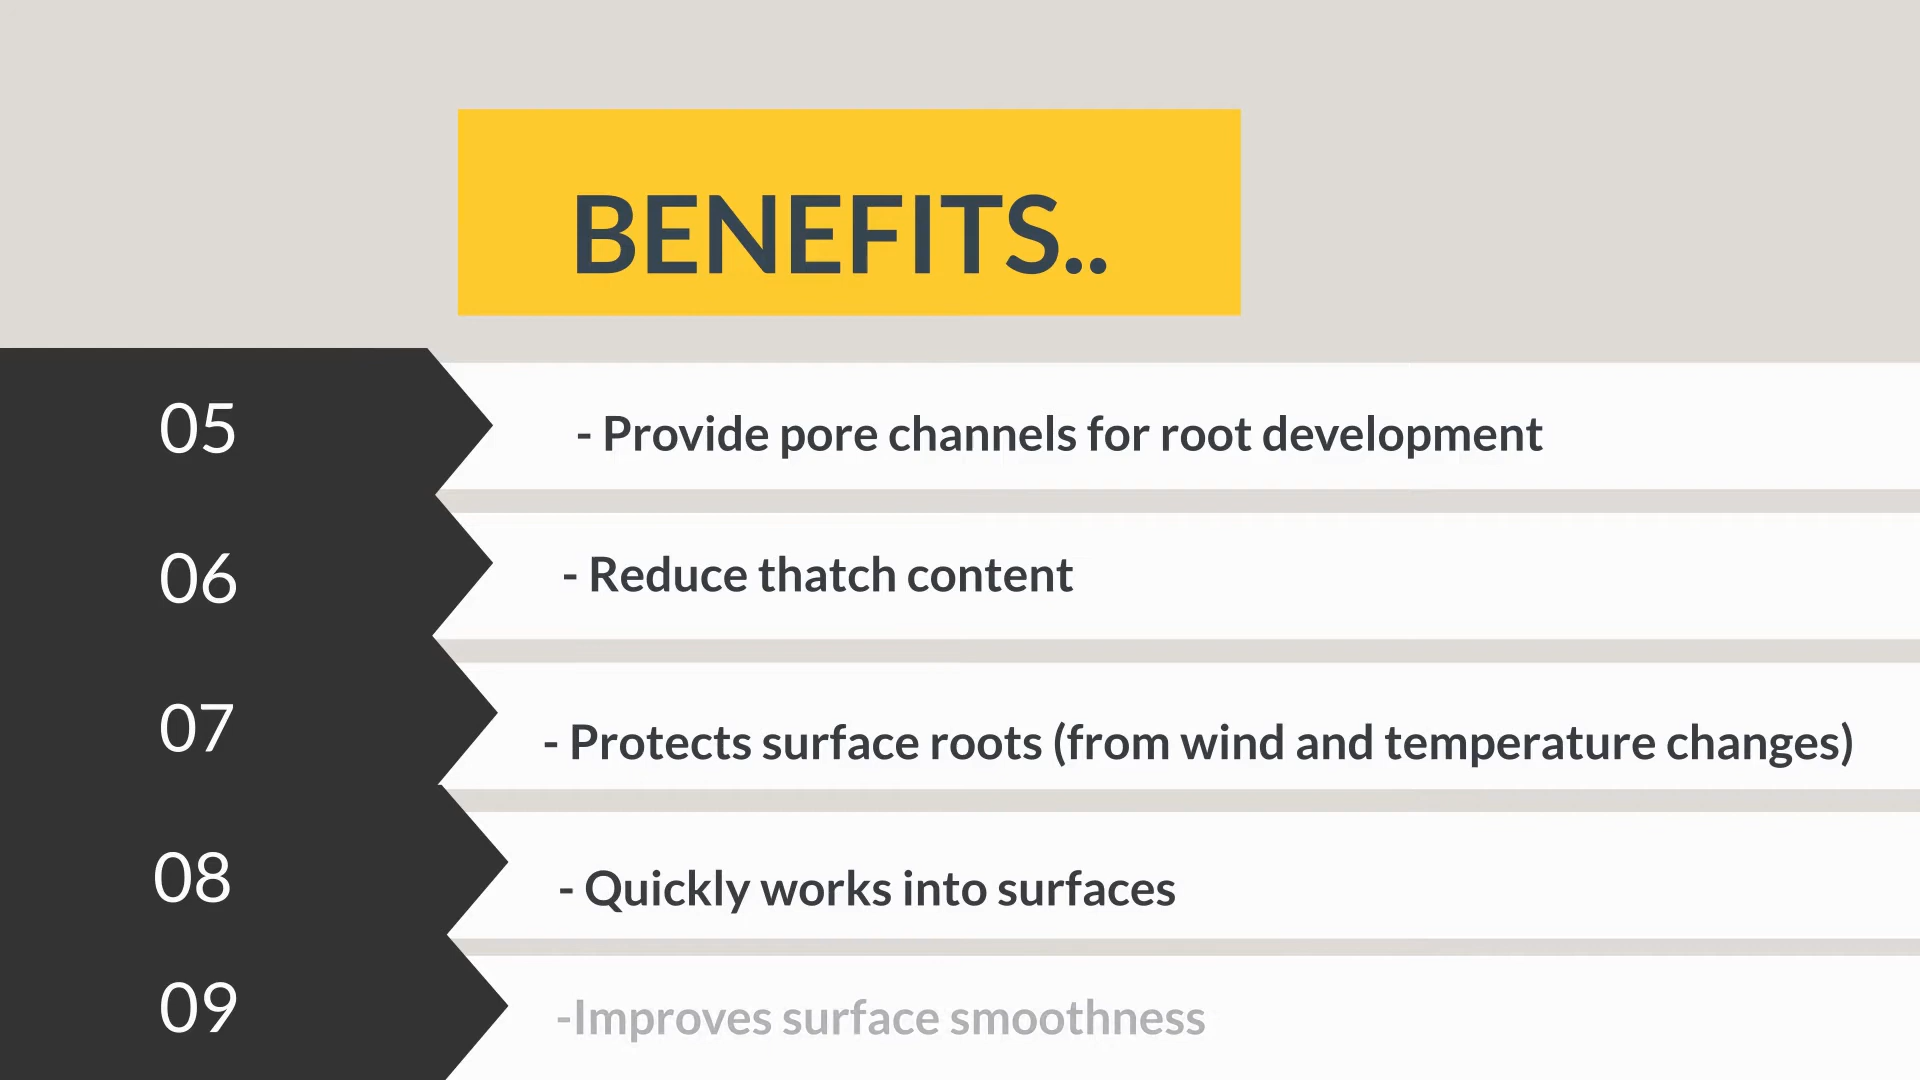 BENEFITS..
05 - Provide pore channels for root development
06 - Reduce thatch content
07 - Protects surface roots (from wind and temperature changes)
08 - Quickly works into surfaces
09 -Improves surface smoothness